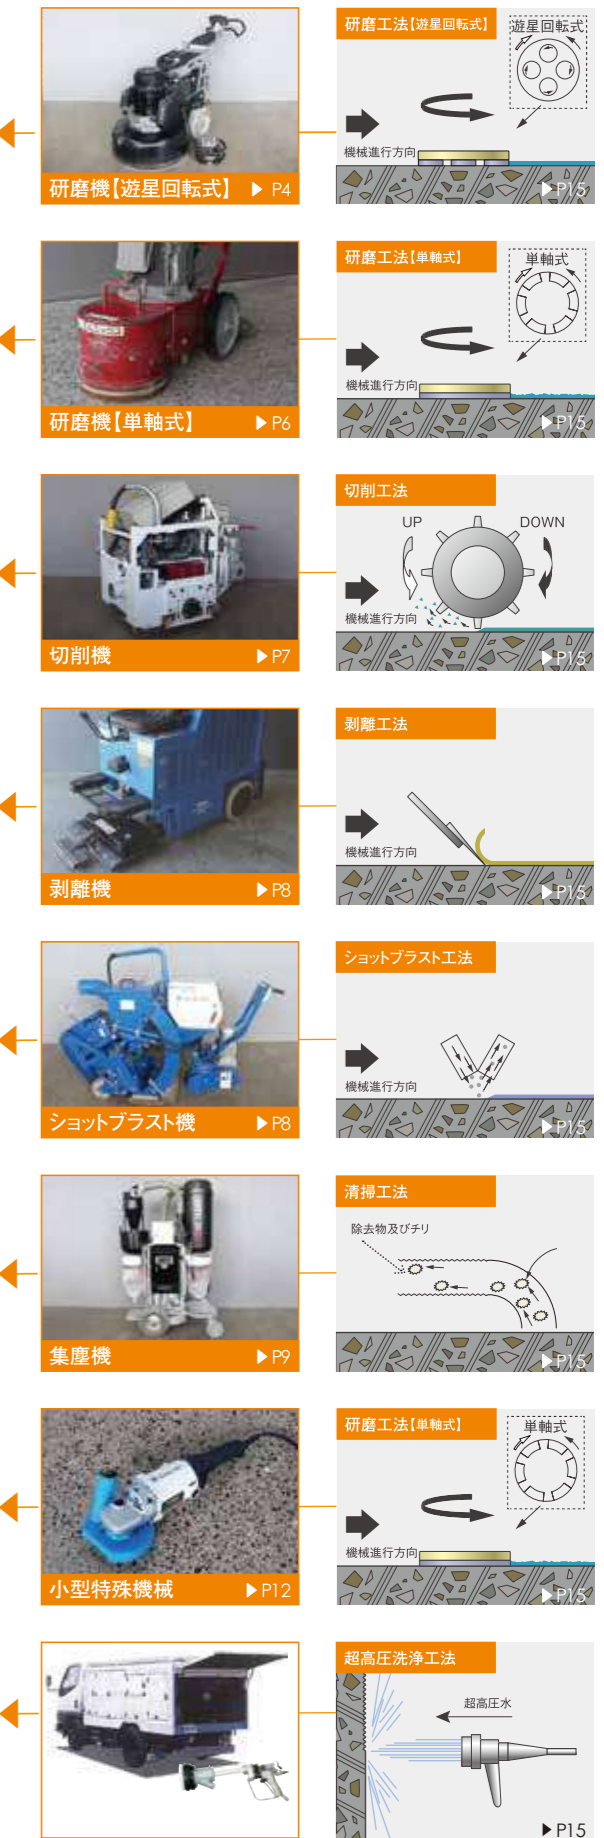 研磨工法【遊星回転式】
遊星回転式
機械進行方向
▶P15
研磨機【遊星回転式】 ▶ P4
研磨工法【単軸式】
単軸式
機械進行方向
▶P15
研磨機【単軸式】 ▶P6
切削工法
UP
DOWN
機械進行方向
▶P15
切削機 ▶P7
剥離工法
機械進行方向
▶P15
剥離機 ▶P8
ショットブラスト工法
機械進行方向
▶P15
ショットブラスト機 ▶P8
清掃工法
除去物及びチリ
▶P15
集塵機 ▶P9
研磨工法【単軸式】
単軸式
機械進行方向
▶P15
小型特殊機械 ▶P12
超高圧洗浄工法
超高圧水
▶P15